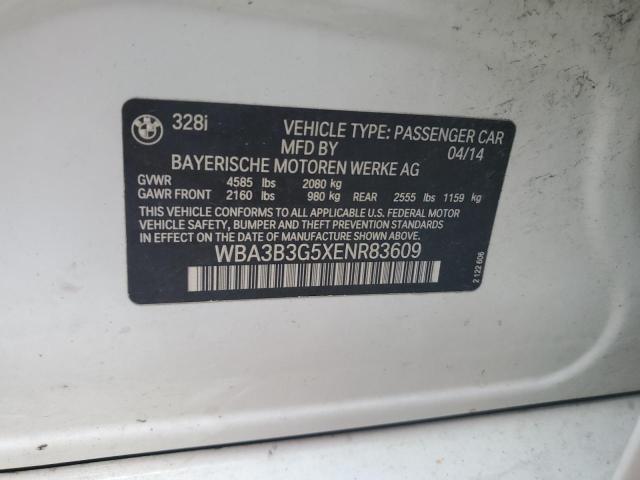 BMW
328i
VEHICLE TYPE: PASSENGER CAR
MFD BY 04/14
BAYERISCHE MOTOREN WERKE AG
GVWR 4585 lbs 2080 kg
GAWR FRONT 2160 lbs 980 kg REAR 2555 lbs 1159 kg
THIS VEHICLE CONFORMS TO ALL APPLICABLE U.S. FEDERAL MOTOR
VEHICLE SAFETY, BUMPER AND THEFT PREVENTION STANDARDS
IN EFFECT ON THE DATE OF MANUFACTURE SHOWN ABOVE.
WBA3B3G5XENR83609
2 122 606